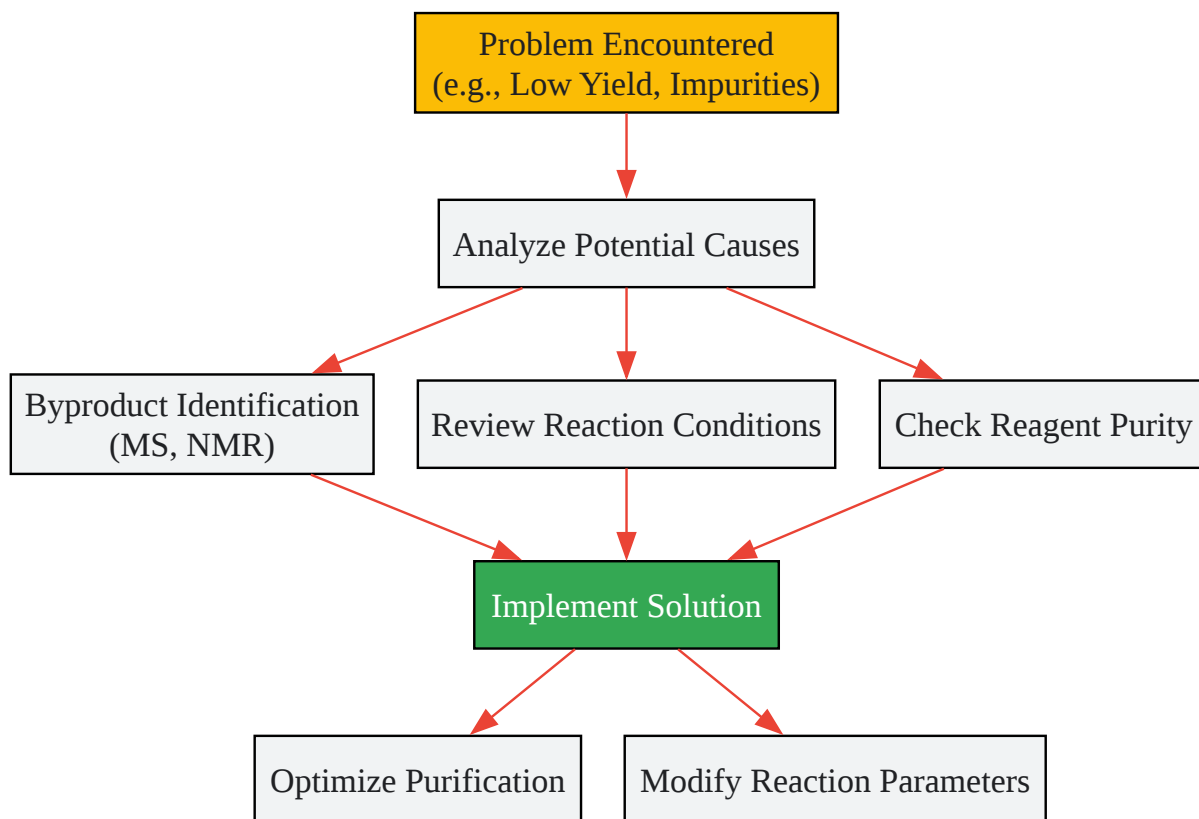 Problem Encountered
(e.g., Low Yield, Impurities)
Analyze Potential Causes
Byproduct Identification
(MS, NMR)
Review Reaction Conditions
Check Reagent Purity
Implement Solution
Optimize Purification
Modify Reaction Parameters